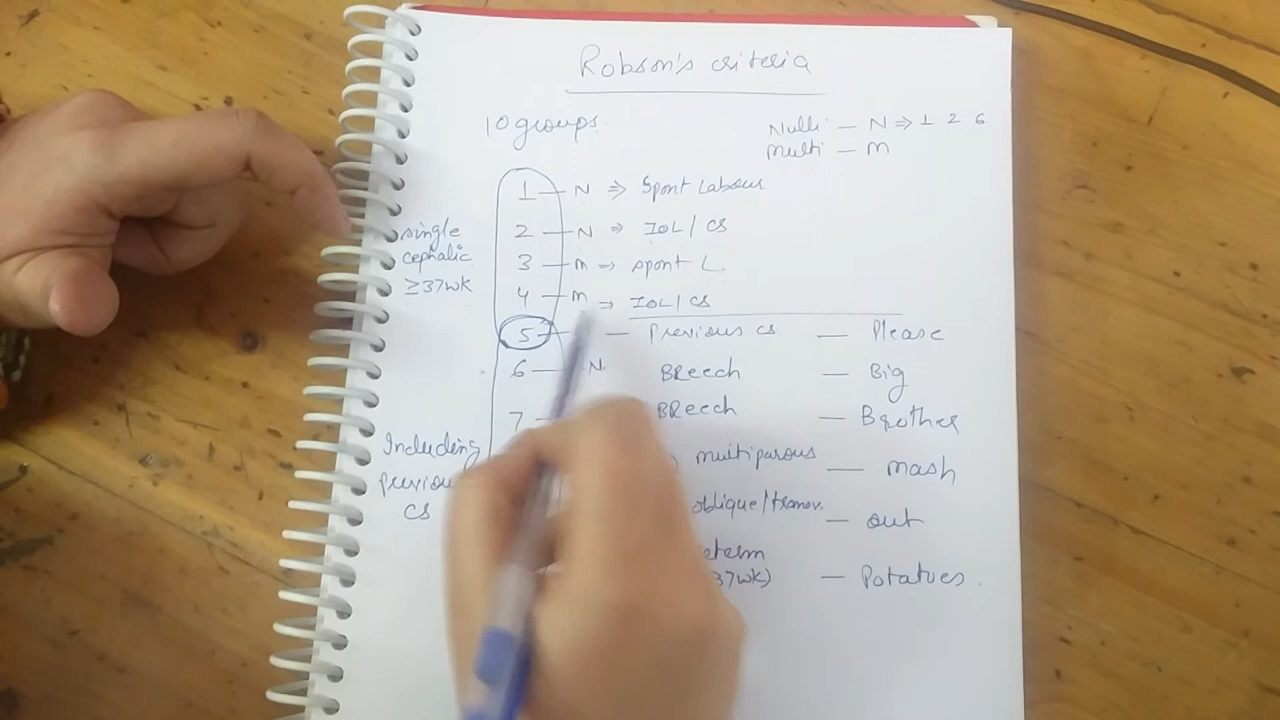 Robson's criteria
10 groups
Nulli — N ⇒ 1 2 6
Multi — M
1 — N ⇒ Spont Labour
2 — N ⇒ IOL / CS
3 — M ⇒ spont L
4 — M ⇒ IOL / CS
single
cephalic
≥37wk
5 — — Previous cs — Please
6 — N. BReech — Big
7 — BReech — Brother
Including
previous
CS
multiparous — mash
oblique/transv. — out
eterm
37wk) — Potatoes.